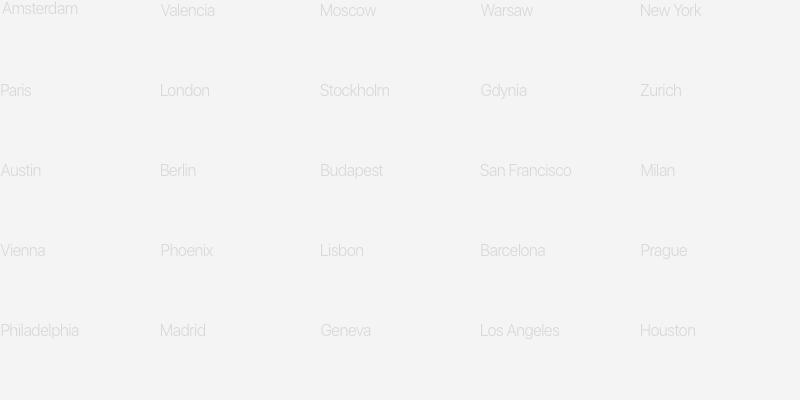 Amsterdam Valencia Moscow Warsaw New York
Paris London Stockholm Gdynia Zurich
Austin Berlin Budapest San Francisco Milan
Vienna Phoenix Lisbon Barcelona Prague
Philadelphia Madrid Geneva Los Angeles Houston